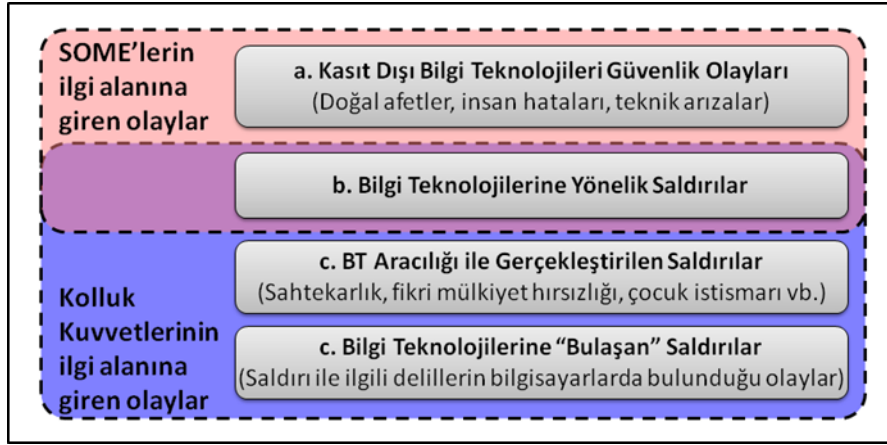 SOME’lerin
ilgi alanına
giren olaylar
a. Kasıt Dışı Bilgi Teknolojileri Güvenlik Olayları
(Doğal afetler, insan hataları, teknik arızalar)
b. Bilgi Teknolojilerine Yönelik Saldırılar
Kolluk
Kuvvetlerinin
ilgi alanına
giren olaylar
c. BT Aracılığı ile Gerçekleştirilen Saldırılar
(Sahtekarlık, fikri mülkiyet hırsızlığı, çocuk istismarı vb.)
c. Bilgi Teknolojilerine “Bulaşan” Saldırılar
(Saldırı ile ilgili delillerin bilgisayarlarda bulunduğu olaylar)